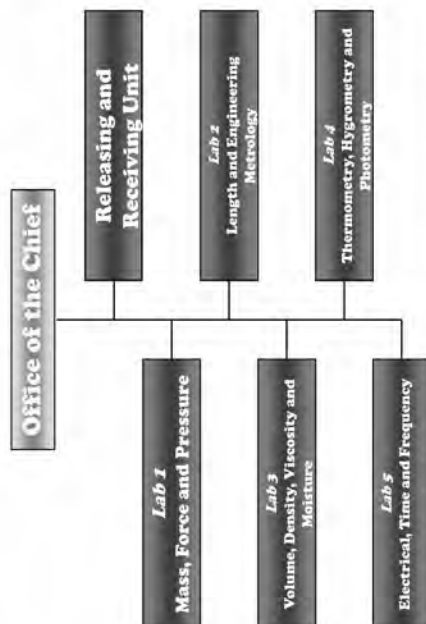 Office of the Chief
Releasing and
Receiving Unit
Lab 1
Mass, Force and Pressure
Lab 2
Length and Engineering
Metrology
Lab 3
Volume, Density, Viscosity and
Moisture
Lab 4
Thermometry, Hygrometry and
Photometry
Lab 5
Electrical, Time and Frequency